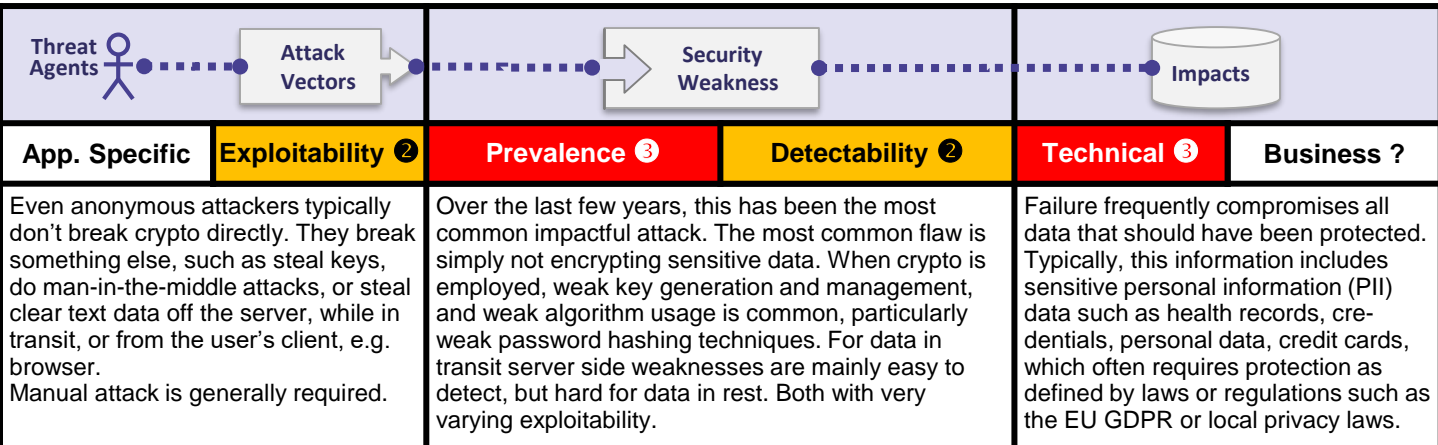 Threat
Agents
Attack
Vectors
Security
Weakness
Impacts
App. Specific
Exploitability ❷
Prevalence ❸
Detectability ❷
Technical ❸
Business ?
Even anonymous attackers typically
don’t break crypto directly. They break
something else, such as steal keys,
do man-in-the-middle attacks, or steal
clear text data off the server, while in
transit, or from the user’s client, e.g.
browser.
Manual attack is generally required.
Over the last few years, this has been the most
common impactful attack. The most common flaw is
simply not encrypting sensitive data. When crypto is
employed, weak key generation and management,
and weak algorithm usage is common, particularly
weak password hashing techniques. For data in
transit server side weaknesses are mainly easy to
detect, but hard for data in rest. Both with very
varying exploitability.
Failure frequently compromises all
data that should have been protected.
Typically, this information includes
sensitive personal information (PII)
data such as health records, cre-
dentials, personal data, credit cards,
which often requires protection as
defined by laws or regulations such as
the EU GDPR or local privacy laws.